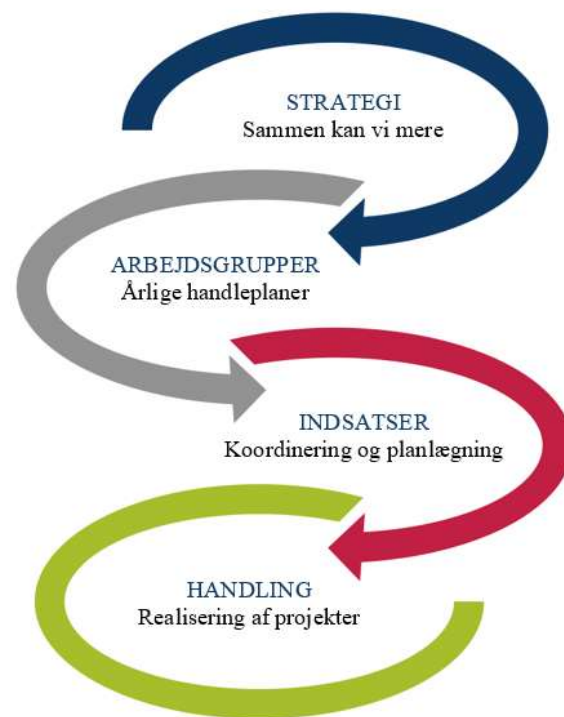 STRATEGI
Sammen kan vi mere
ARBEJDSGRUPPER
Årlige handleplaner
INDSATSER
Koordinering og planlægning
HANDLING
Realisering af projekter